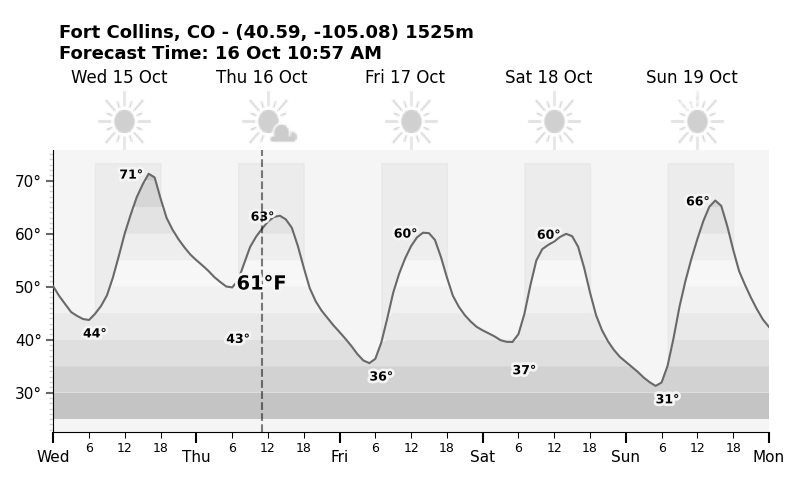 Fort Collins, CO - (40.59, -105.08) 1525m
Forecast Time: 16 Oct 10:57 AM
Wed 15 Oct Thu 16 Oct Fri 17 Oct Sat 18 Oct Sun 19 Oct
71°
70°
66°
63°
60° 60° 60°
61°F
50°
44° 43°
40°
36° 37°
31°
30°
6 12 18 6 12 18 6 12 18 6 12 18 6 12 18
Wed Thu Fri Sat Sun Mon